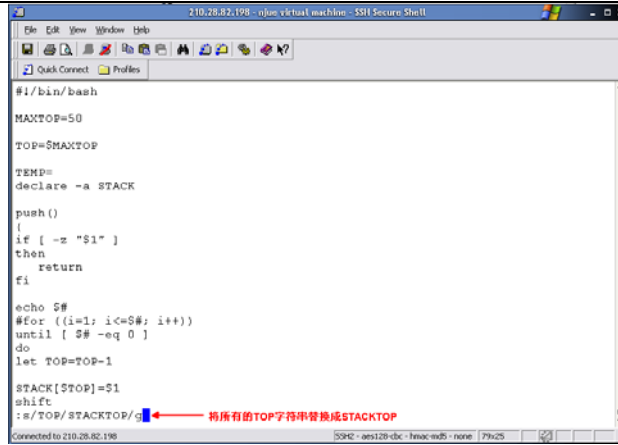 210.28.82.198 - njue virtual machine - SSH Secure Shell
File Edit View Window Help
Quick Connect Profiles
#!/bin/bash
MAXTOP=50
TOP=$MAXTOP
TEMP=
declare -a STACK
push()
{
if [ -z "$1" ]
then
return
fi
echo $#
#for ((i=1; i<=$#; i++))
until [ $# -eq 0 ]
do
let TOP=TOP-1
STACK[$TOP]=$1
shift
:s/TOP/STACKTOP/g 将所有的TOP字符串替换成STACKTOP
Connected to 210.28.82.198 SSH2 - aes128-cbc - hmac-md5 - none 79x25